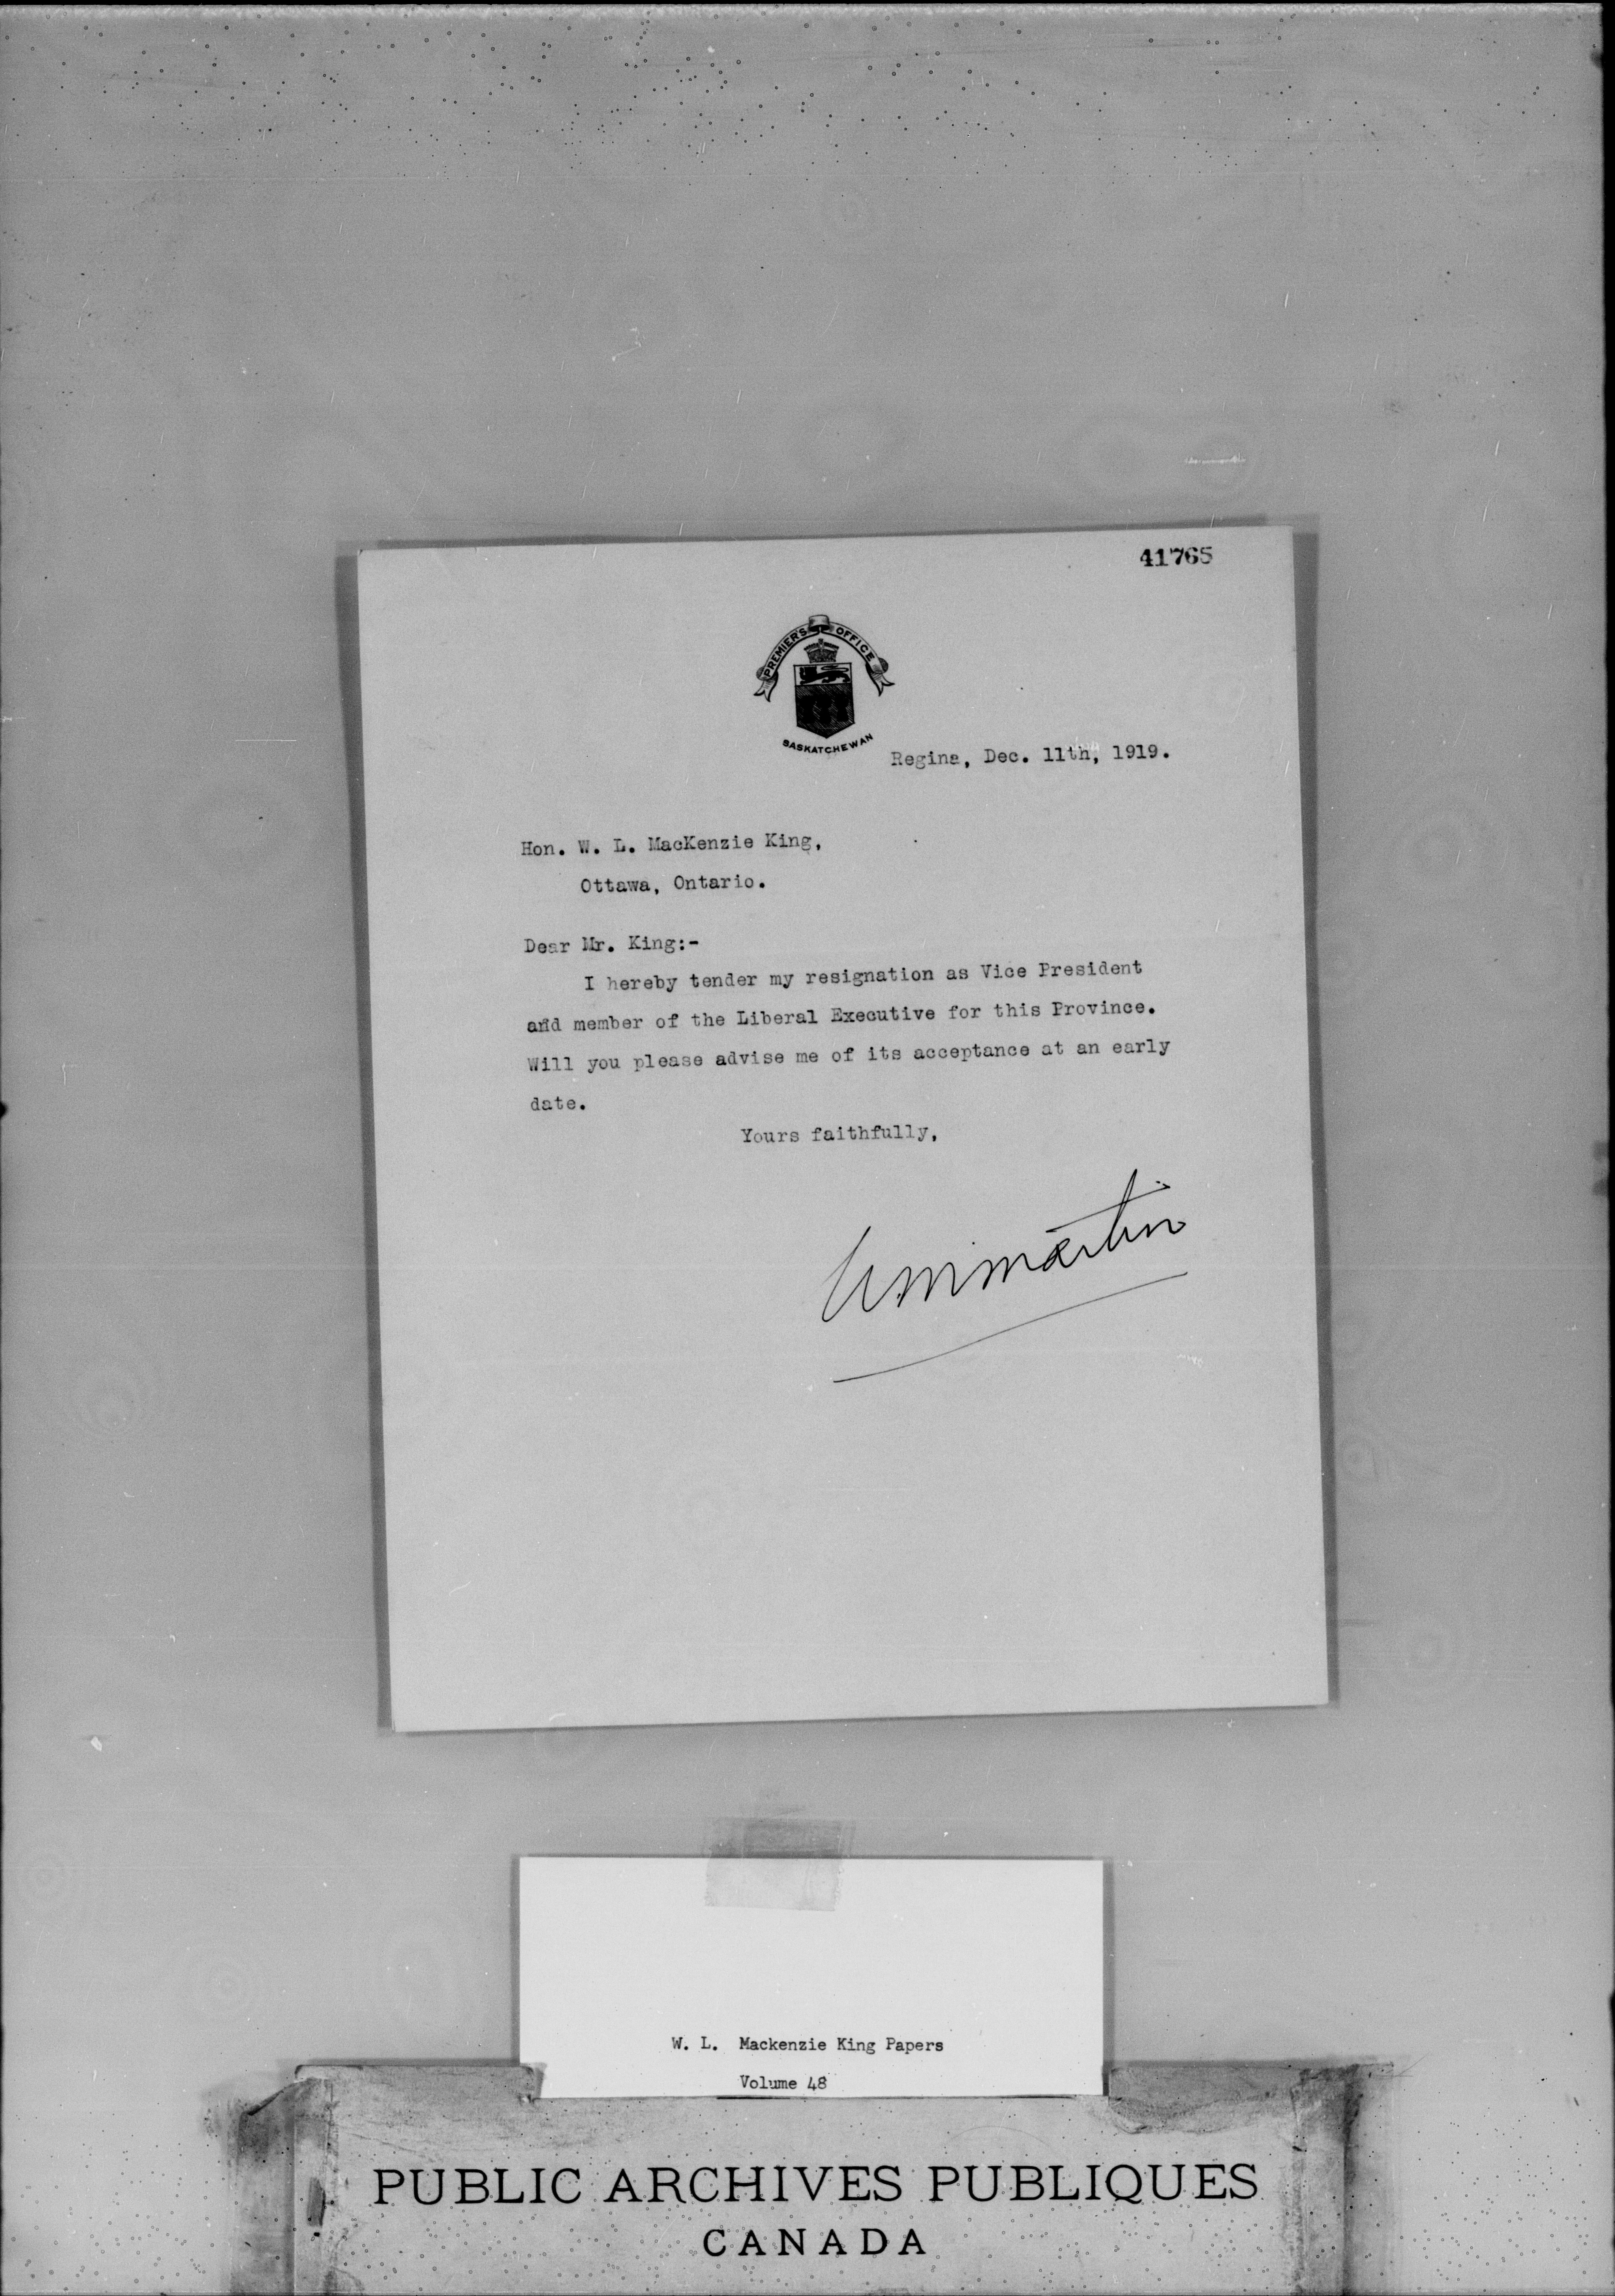 41765
PREMIER'S OFFICE
SASKATCHEWAN
Regina, Dec. 11th, 1919.
Hon. W. L. MacKenzie King,
Ottawa, Ontario.
Dear Mr. King:-
I hereby tender my resignation as Vice President
and member of the Liberal Executive for this Province.
Will you please advise me of its acceptance at an early
date.
Yours faithfully,
W M Martin
W. L. Mackenzie King Papers
Volume 48
PUBLIC ARCHIVES PUBLIQUES
CANADA